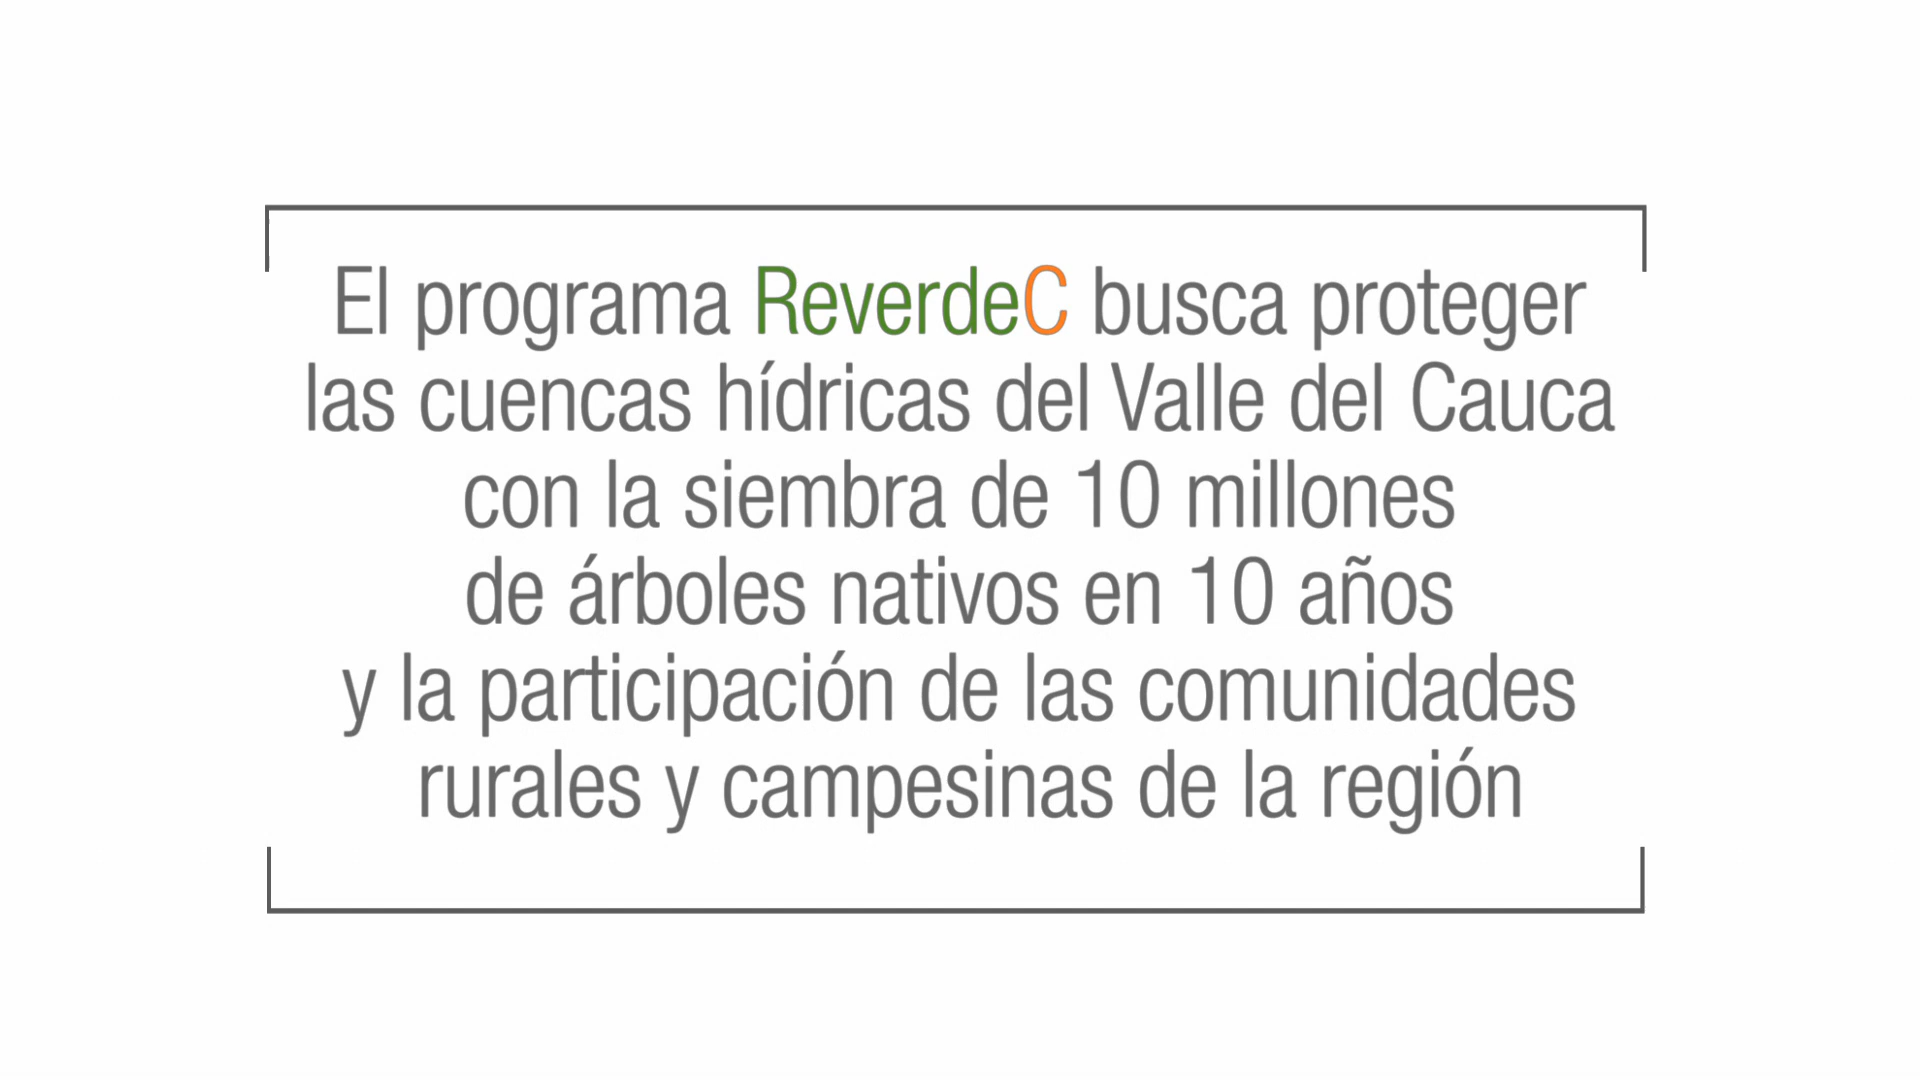 El programa ReverdeC busca proteger
las cuencas hídricas del Valle del Cauca
con la siembra de 10 millones
de árboles nativos en 10 años
y la participación de las comunidades
rurales y campesinas de la región